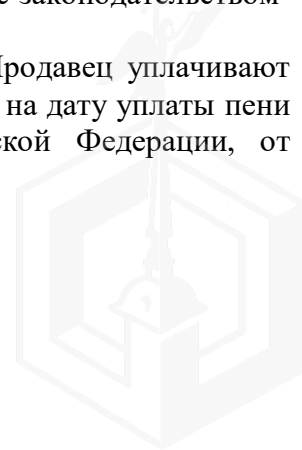 законодательством
Продавец уплачивают
на дату уплаты пени
Федерации, от